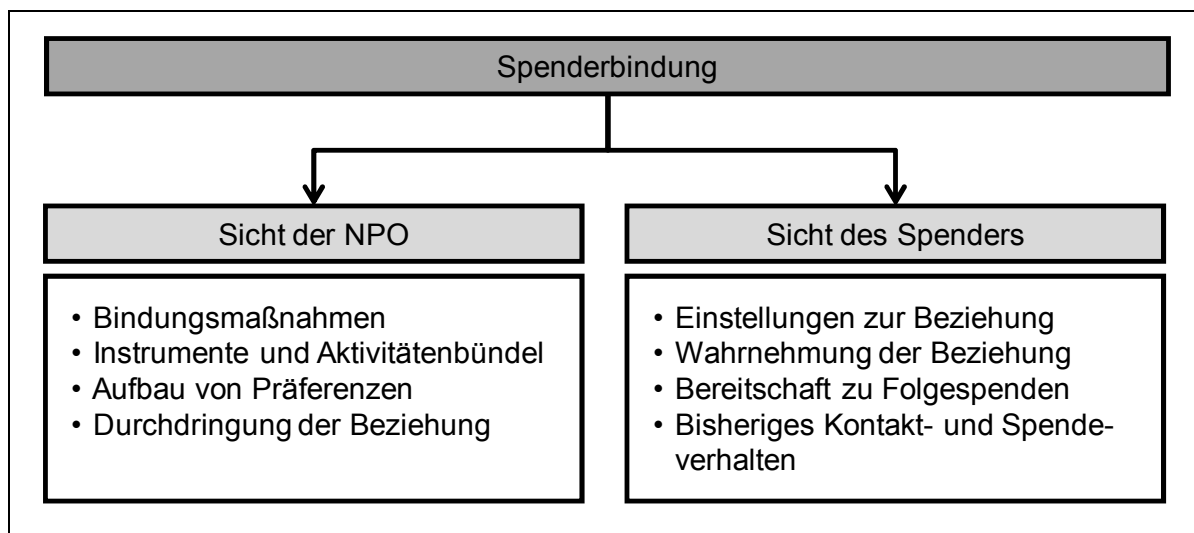 Spenderbindung
Sicht der NPO
• Bindungsmaßnahmen
• Instrumente und Aktivitätenbündel
• Aufbau von Präferenzen
• Durchdringung der Beziehung
Sicht des Spenders
• Einstellungen zur Beziehung
• Wahrnehmung der Beziehung
• Bereitschaft zu Folgespenden
• Bisheriges Kontakt- und Spende-
verhalten